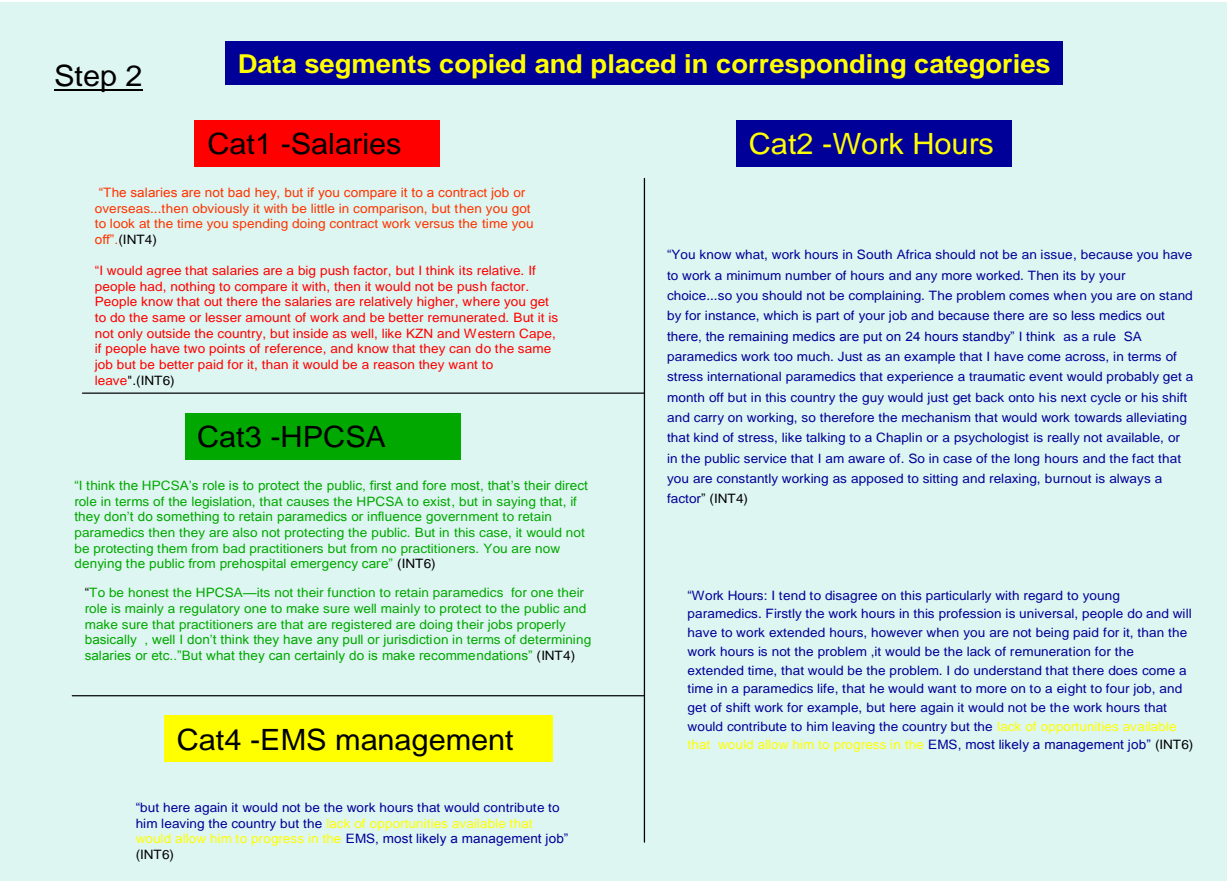 Step 2
Data segments copied and placed in corresponding categories
Cat1 -Salaries
“The salaries are not bad hey, but if you compare it to a contract job or
overseas...then obviously it with be little in comparison, but then you got
to look at the time you spending doing contract work versus the time you
off”.(INT4)
“I would agree that salaries are a big push factor, but I think its relative. If
people had, nothing to compare it with, then it would not be push factor.
People know that out there the salaries are relatively higher, where you get
to do the same or lesser amount of work and be better remunerated. But it is
not only outside the country, but inside as well, like KZN and Western Cape,
if people have two points of reference, and know that they can do the same
job but be better paid for it, than it would be a reason they want to
leave".(INT6)
Cat2 -Work Hours
“You know what, work hours in South Africa should not be an issue, because you have
to work a minimum number of hours and any more worked. Then its by your
choice...so you should not be complaining. The problem comes when you are on stand
by for instance, which is part of your job and because there are so less medics out
there, the remaining medics are put on 24 hours standby” I think as a rule SA
paramedics work too much. Just as an example that I have come across, in terms of
stress international paramedics that experience a traumatic event would probably get a
month off but in this country the guy would just get back onto his next cycle or his shift
and carry on working, so therefore the mechanism that would work towards alleviating
that kind of stress, like talking to a Chaplin or a psychologist is really not available, or
in the public service that I am aware of. So in case of the long hours and the fact that
you are constantly working as apposed to sitting and relaxing, burnout is always a
factor” (INT4)
“Work Hours: I tend to disagree on this particularly with regard to young
paramedics. Firstly the work hours in this profession is universal, people do and will
have to work extended hours, however when you are not being paid for it, than the
work hours is not the problem ,it would be the lack of remuneration for the
extended time, that would be the problem. I do understand that there does come a
time in a paramedics life, that he would want to more on to a eight to four job, and
get of shift work for example, but here again it would not be the work hours that
would contribute to him leaving the country but the lack of opportunities available
that would allow him to progress in the EMS, most likely a management job” (INT6)
Cat3 -HPCSA
“I think the HPCSA’s role is to protect the public, first and fore most, that’s their direct
role in terms of the legislation, that causes the HPCSA to exist, but in saying that, if
they don’t do something to retain paramedics or influence government to retain
paramedics then they are also not protecting the public. But in this case, it would not
be protecting them from bad practitioners but from no practitioners. You are now
denying the public from prehospital emergency care” (INT6)
“To be honest the HPCSA—its not their function to retain paramedics for one their
role is mainly a regulatory one to make sure well mainly to protect to the public and
make sure that practitioners are that are registered are doing their jobs properly
basically , well I don’t think they have any pull or jurisdiction in terms of determining
salaries or etc..”But what they can certainly do is make recommendations” (INT4)
Cat4 -EMS management
“but here again it would not be the work hours that would contribute to
him leaving the country but the lack of opportunities available that
would allow him to progress in the EMS, most likely a management job”
(INT6)